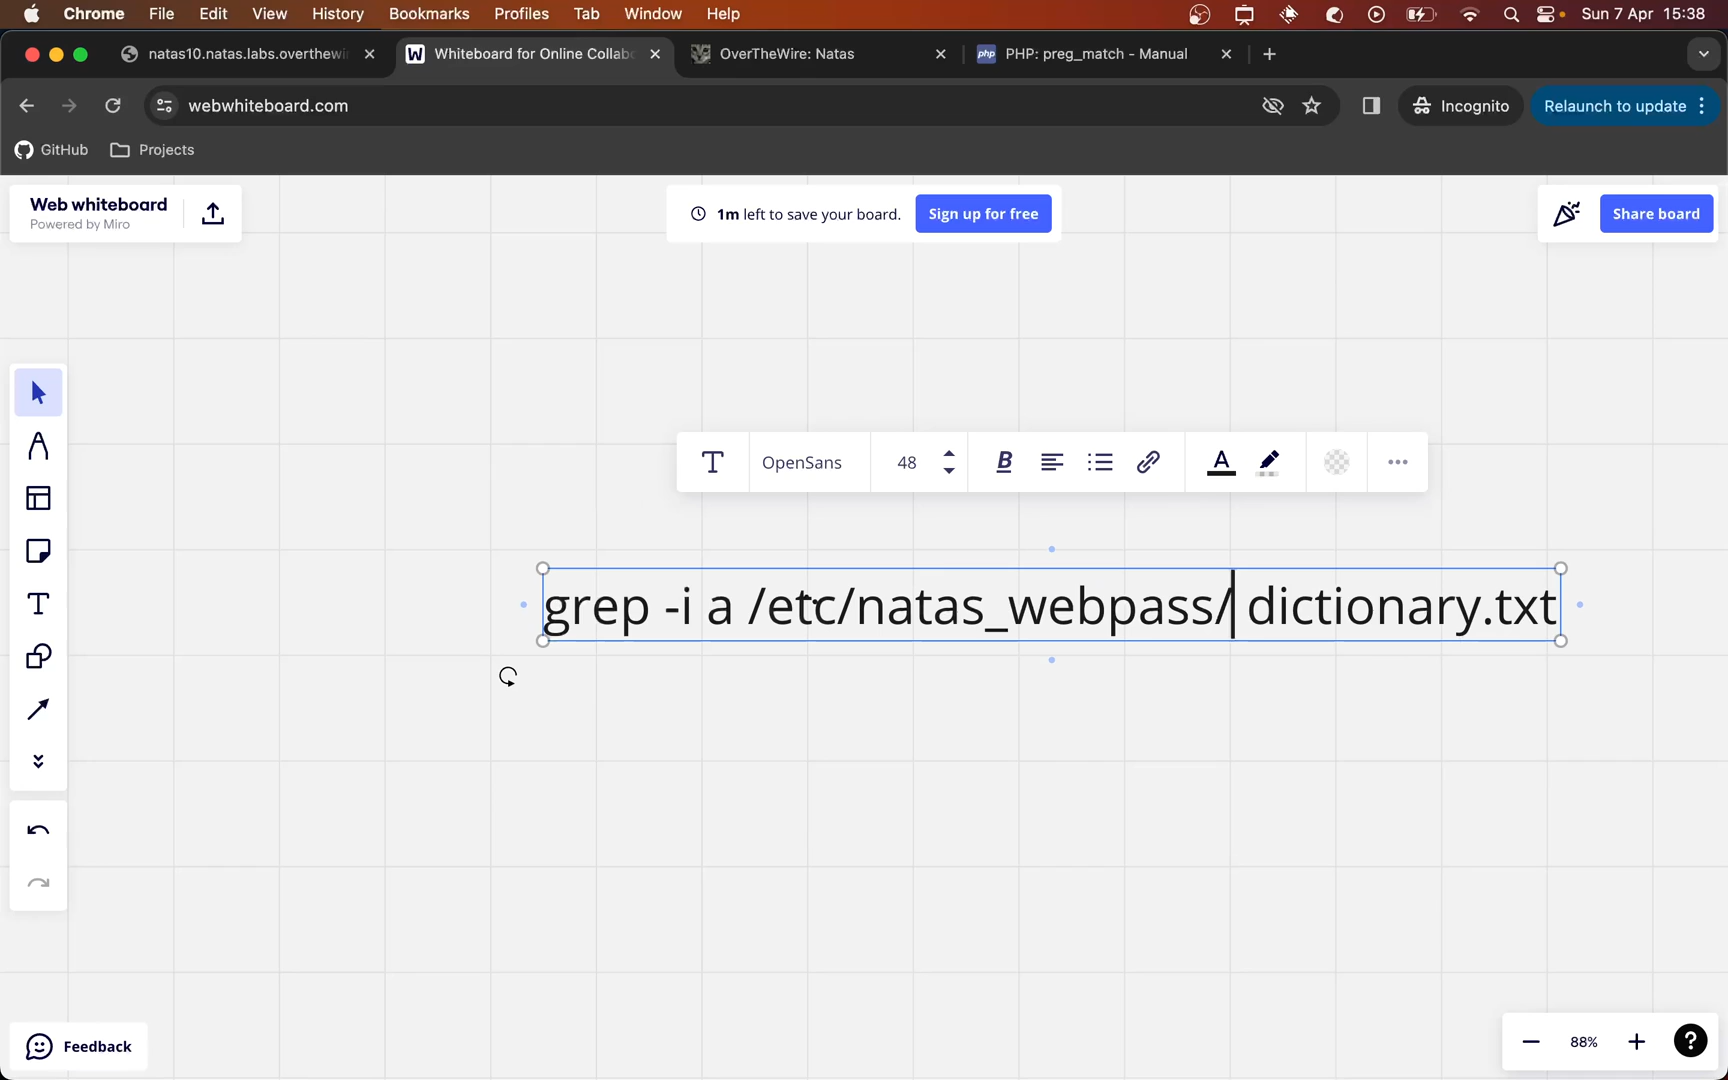 Chrome File Edit View History Bookmarks Profiles Tab Window Help Sun 7 Apr 15:38
natas10.natas.labs.overthewi Whiteboard for Online Collab OverTheWire: Natas php PHP: preg_match - Manual
webwhiteboard.com Incognito Relaunch to update
GitHub Projects
Web whiteboard
Powered by Miro
1m left to save your board. Sign up for free
Share board
OpenSans 48 B A
grep -i a /etc/natas_webpass/ dictionary.txt
Feedback
88% ?